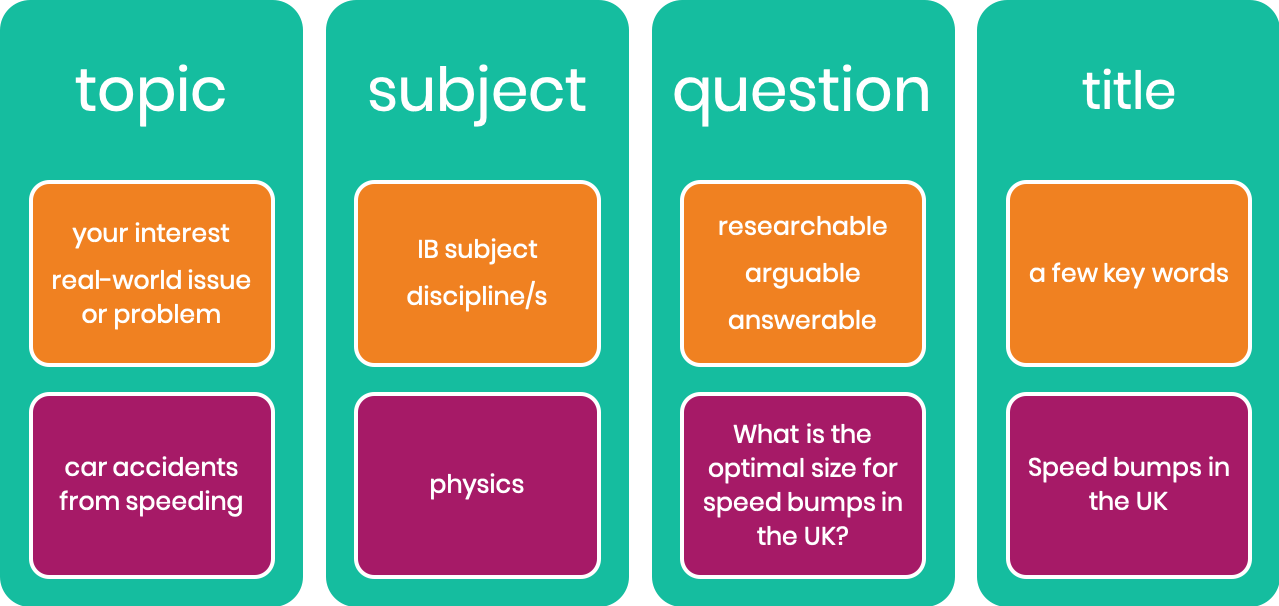 topic
your interest
real-world issue
or problem
car accidents
from speeding
subject
IB subject
discipline/s
physics
question
researchable
arguable
answerable
What is the
optimal size for
speed bumps in
the UK?
title
a few key words
Speed bumps in
the UK